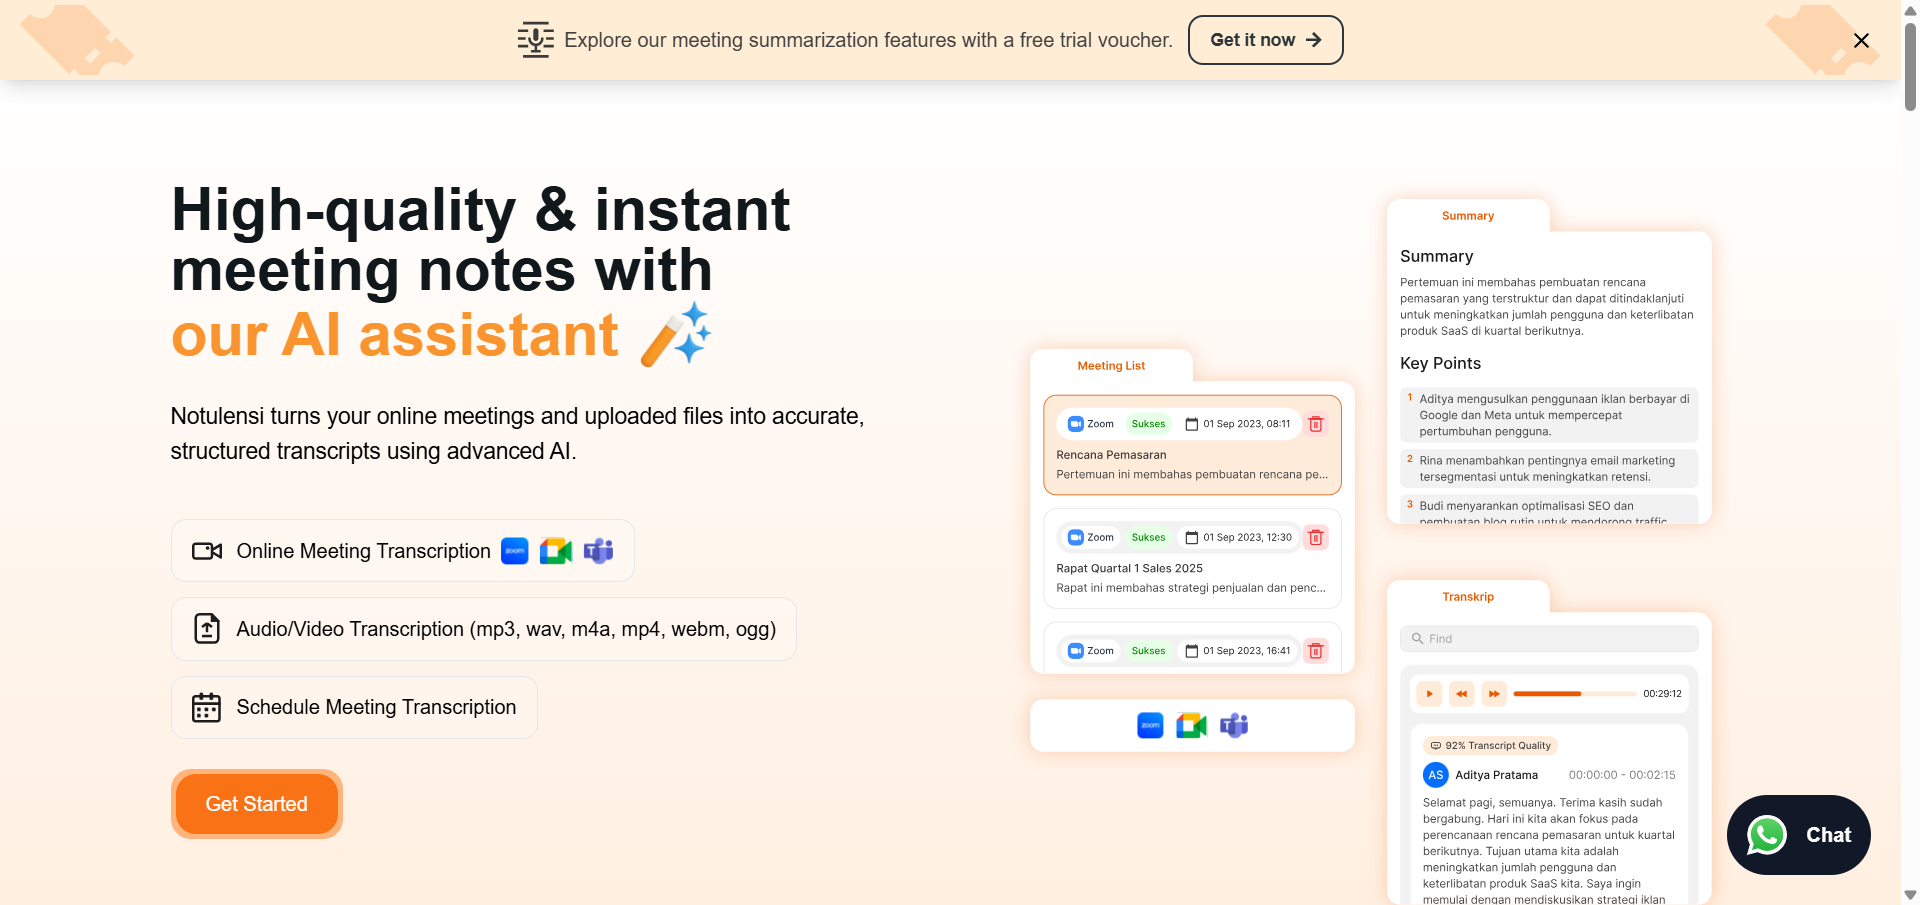 Explore our meeting summarization features with a free trial voucher.
Get it now
High-quality & instant
meeting notes with
our AI assistant
Notulensi turns your online meetings and uploaded files into accurate,
structured transcripts using advanced AI.
Online Meeting Transcription
zoom
T
Audio/Video Transcription (mp3, wav, m4a, mp4, webm, ogg)
Schedule Meeting Transcription
Get Started
Meeting List
Zoom Sukses 01 Sep 2023, 08:11
Rencana Pemasaran
Pertemuan ini membahas pembuatan rencana pe...
Zoom Sukses 01 Sep 2023, 12:30
Rapat Quartal 1 Sales 2025
Rapat ini membahas strategi penjualan dan penc...
Zoom Sukses 01 Sep 2023, 16:41
zoom
T
Summary
Summary
Pertemuan ini membahas pembuatan rencana
pemasaran yang terstruktur dan dapat ditindaklanjuti
untuk meningkatkan jumlah pengguna dan keterlibatan
produk SaaS di kuartal berikutnya.
Key Points
1 Aditya mengusulkan penggunaan iklan berbayar di
Google dan Meta untuk mempercepat
pertumbuhan pengguna.
2 Rina menambahkan pentingnya email marketing
tersegmentasi untuk meningkatkan retensi.
3 Budi menyarankan optimalisasi SEO dan
pembuatan blog rutin untuk mendorong traffic
Transkrip
Find
00:29:12
92% Transcript Quality
AS Aditya Pratama 00:00:00 - 00:02:15
Selamat pagi, semuanya. Terima kasih sudah
bergabung. Hari ini kita akan fokus pada
perencanaan rencana pemasaran untuk kuartal
berikutnya. Tujuan utama kita adalah
meningkatkan jumlah pengguna dan
keterlibatan produk SaaS kita. Saya ingin
memulai dengan mendiskusikan strategi iklan
Chat